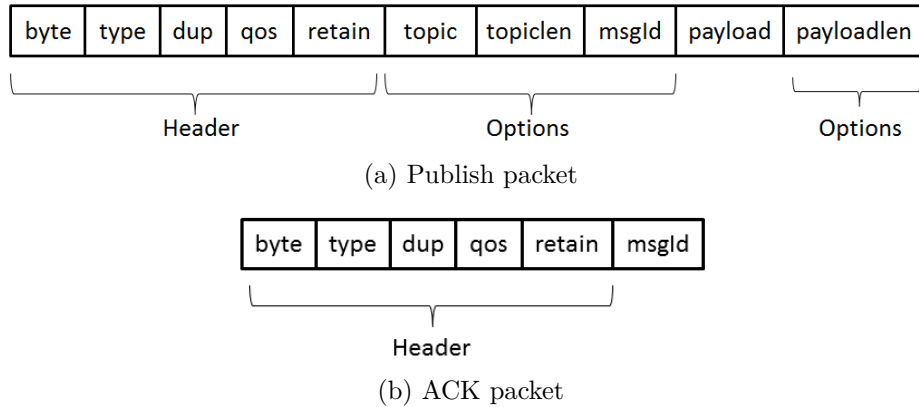 byte type dup qos retain topic topiclen msgId payload payloadlen
Header Options Options
(a) Publish packet
byte type dup qos retain msgId
Header
(b) ACK packet